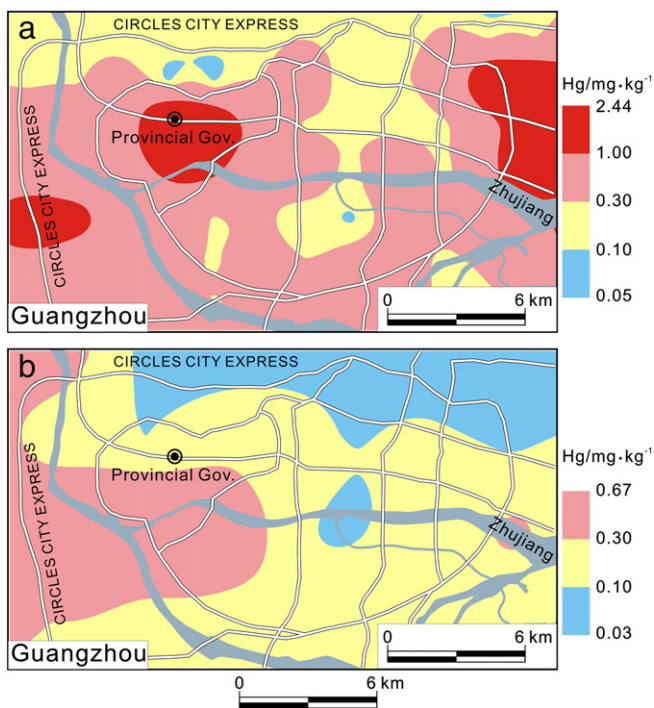 a
CIRCLES CITY EXPRESS
Hg/mg·kg⁻¹
2.44
1.00
0.30
0.10
0.05
Provincial Gov.
CIRCLES CITY EXPRESS
Zhujiang
Guangzhou
0 6 km
b
CIRCLES CITY EXPRESS
Hg/mg·kg⁻¹
0.67
0.30
0.10
0.03
Provincial Gov.
CIRCLES CITY EXPRESS
Zhujiang
Guangzhou
0 6 km
0 6 km